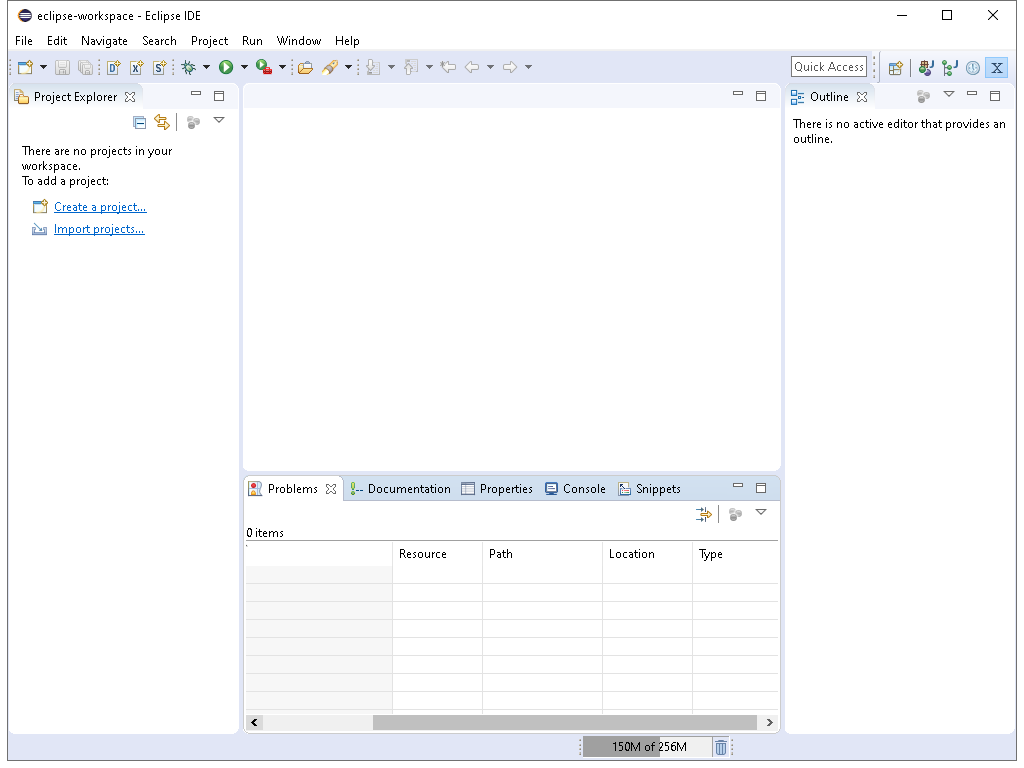 eclipse-workspace - Eclipse IDE
File Edit Navigate Search Project Run Window Help
Quick Access
Project Explorer
There are no projects in your
workspace.
To add a project:
Create a project...
Import projects...
Outline
There is no active editor that provides an
outline.
Problems Documentation Properties Console Snippets
0 items
Resource Path Location Type
150M of 256M